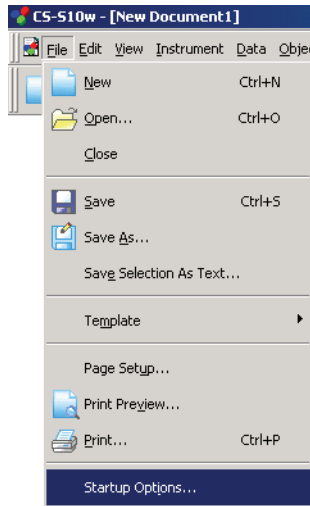 CS-S10w - [New Document1]
File Edit View Instrument Data Obje
New Ctrl+N
Open... Ctrl+O
Close
Save Ctrl+S
Save As...
Save Selection As Text...
Template
Page Setup...
Print Preview...
Print... Ctrl+P
Startup Options...